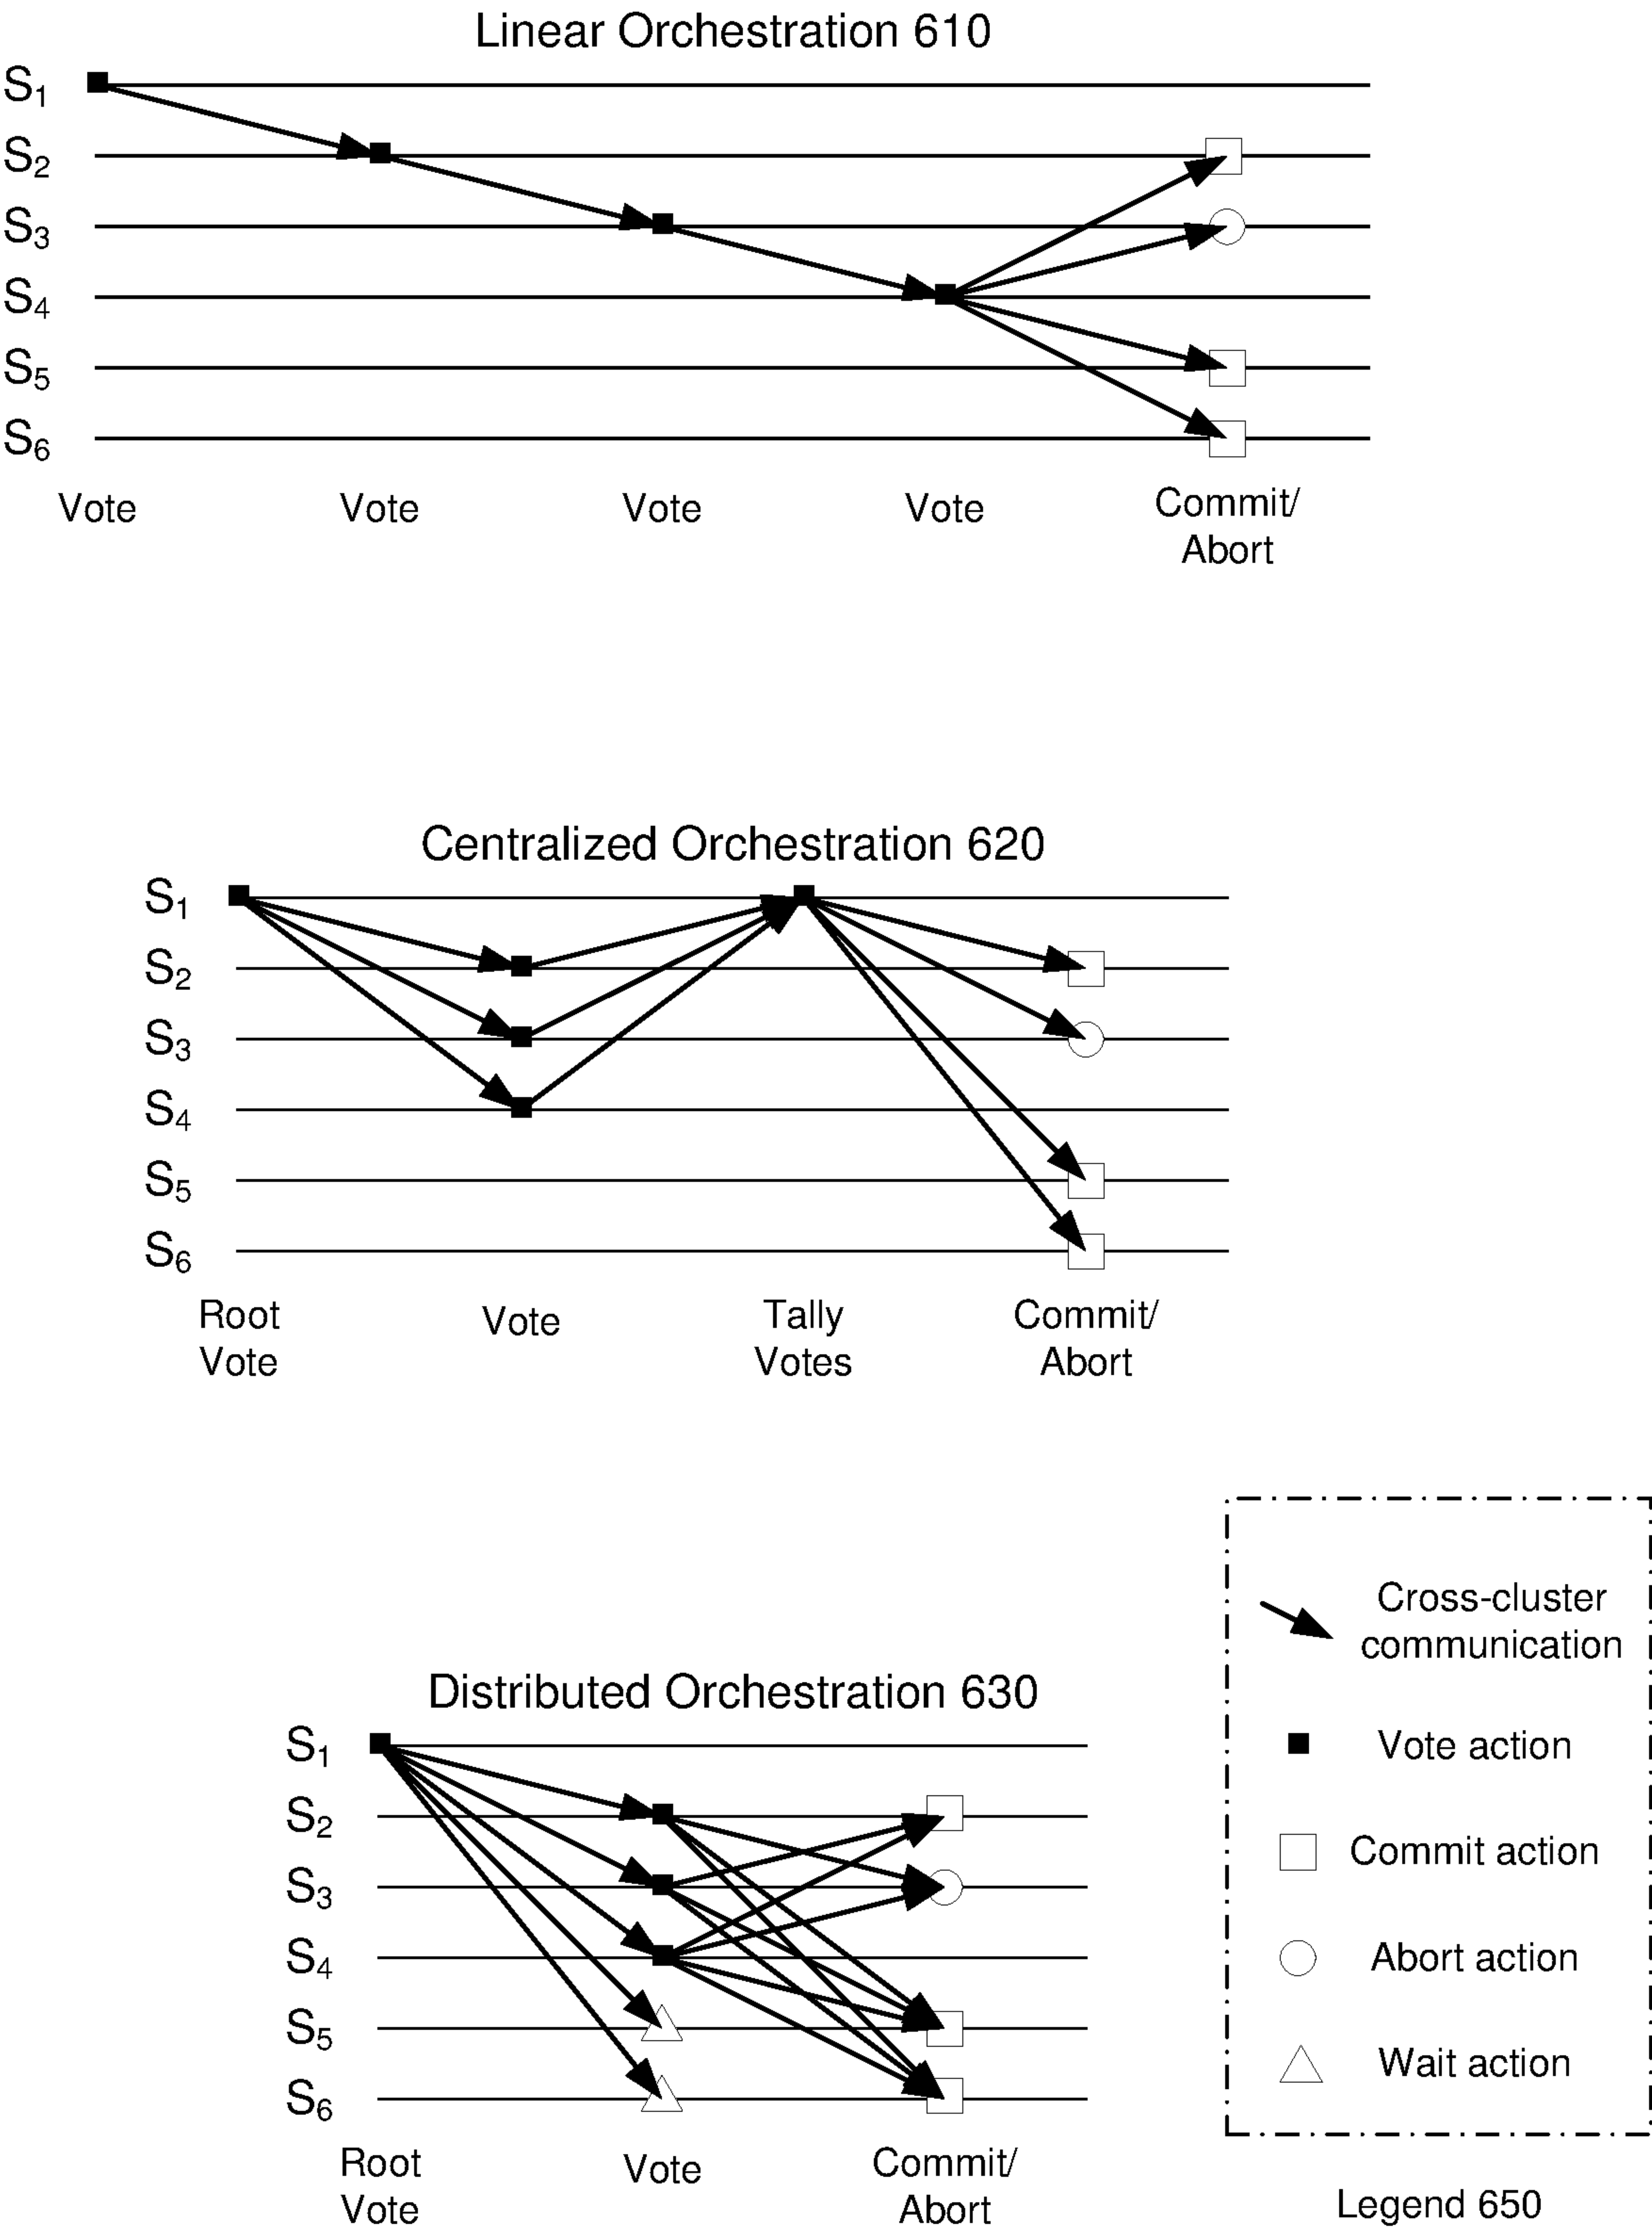 Linear Orchestration 610
S1
S2
S3
S4
S5
S6
Vote Vote Vote Vote Commit/
Abort
Centralized Orchestration 620
S1
S2
S3
S4
S5
S6
Root Vote Tally Commit/
Vote Votes Abort
Distributed Orchestration 630
S1
S2
S3
S4
S5
S6
Root Vote Commit/
Vote Abort
Cross-cluster
communication
Vote action
Commit action
Abort action
Wait action
Legend 650